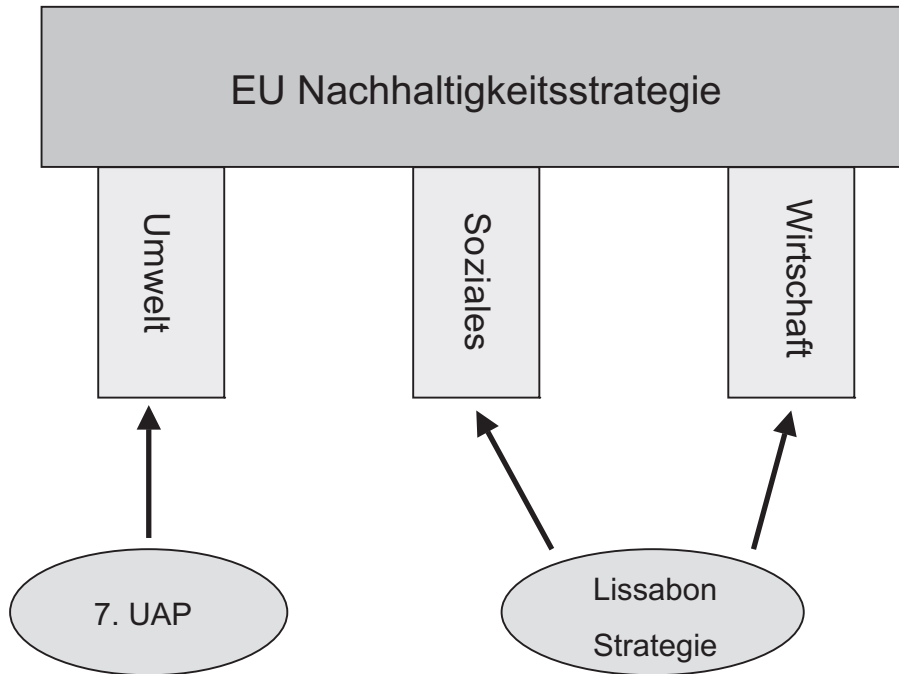 EU Nachhaltigkeitsstrategie
Umwelt
Soziales
Wirtschaft
7. UAP
Lissabon
Strategie